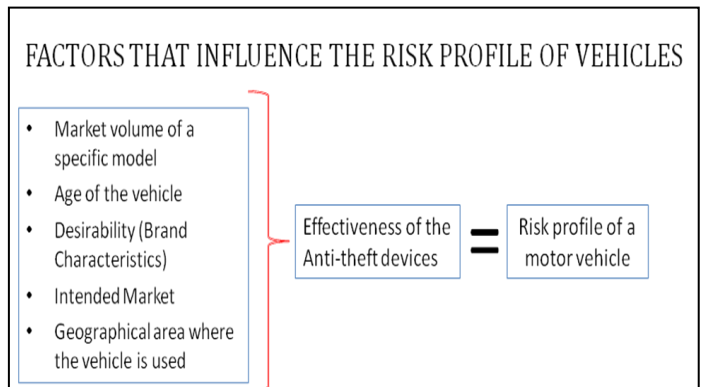 FACTORS THAT INFLUENCE THE RISK PROFILE OF VEHICLES
• Market volume of a
specific model
• Age of the vehicle
• Desirability (Brand
Characteristics)
• Intended Market
• Geographical area where
the vehicle is used
Effectiveness of the
Anti-theft devices
=
Risk profile of a
motor vehicle